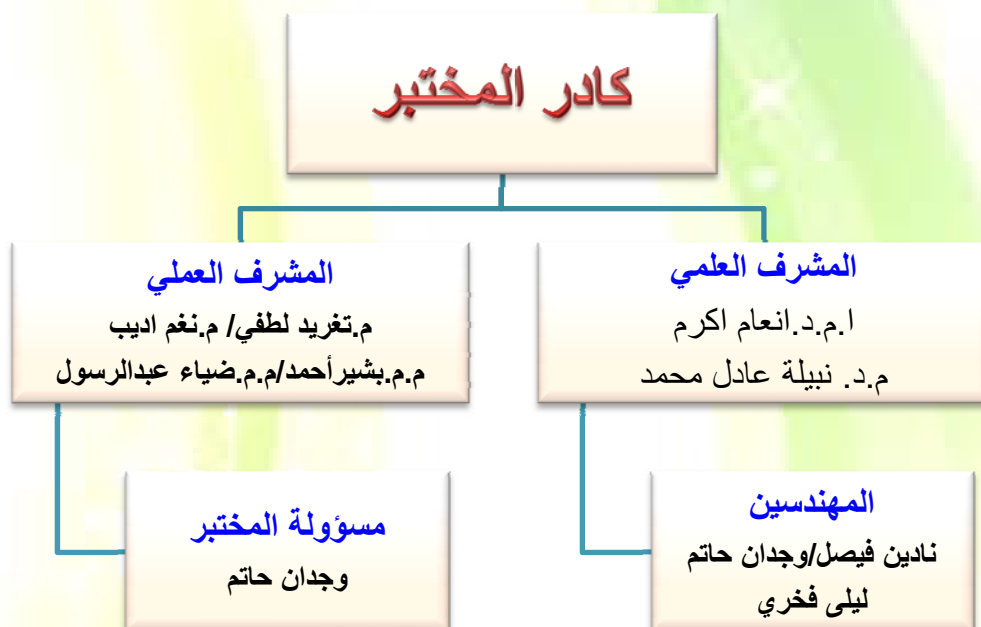 كادر المختبر
المشرف العلمي
ا.م.د.انعام اكرم
م.د. نبيلة عادل محمد
المشرف العملي
م.تغريد لطفي/ م.نغم اديب
م.م.بشيرأحمد/م.م.ضياء عبدالرسول
المهندسين
نادين فيصل/وجدان حاتم
ليلى فخري
مسؤولة المختبر
وجدان حاتم